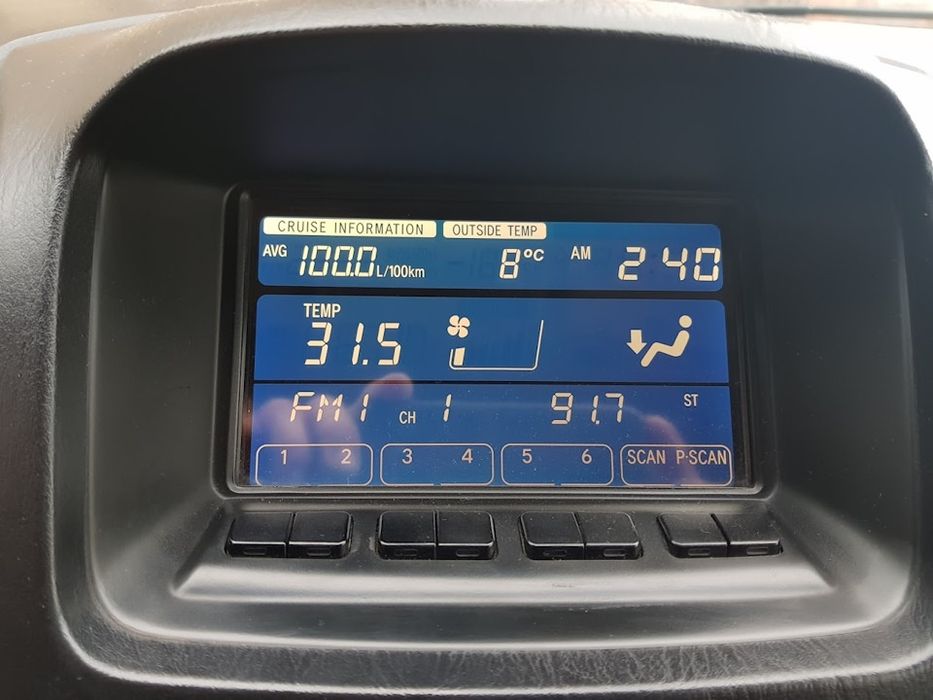 CRUISE INFORMATION OUTSIDE TEMP
AVG 100.0 L/100km 8°C AM 2 40
TEMP
31.5
FM1 CH 1 91.7 ST
1 2 3 4 5 6 SCAN P·SCAN